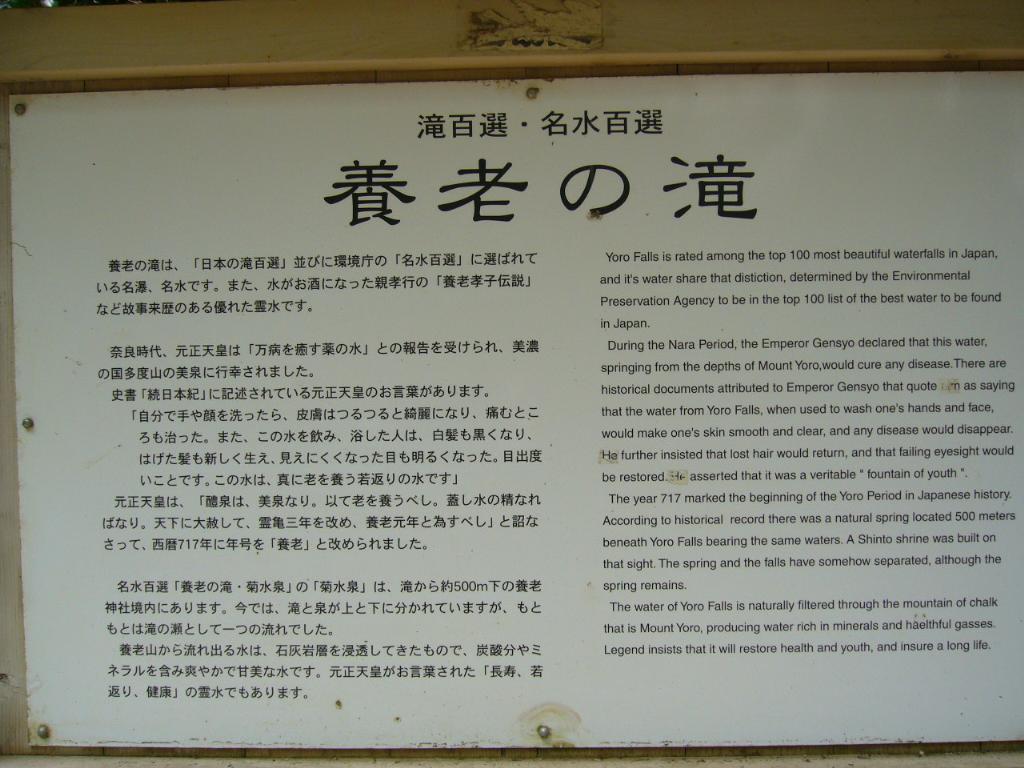 滝百選・名水百選
養老の滝
養老の滝は、「日本の滝百選」並びに環境庁の「名水百選」に選ばれて
いる名瀑、名水です。また、水がお酒になった親孝行の「養老孝子伝説」
など故事来歴のある優れた霊水です。
奈良時代、元正天皇は「万病を癒す薬の水」との報告を受けられ、美濃
の国多度山の美泉に行幸されました。
史書「続日本紀」に記述されている元正天皇のお言葉があります。
「自分で手や顔を洗ったら、皮膚はつるつると綺麗になり、痛むところ
ろも治った。また、この水を飲み、浴した人は、白髪も黒くなり、
はげた髪も新しく生え、見えにくくなった目も明るくなった。目出度
いことです。この水は、真に老を養う若返りの水です」
元正天皇は、「醴泉は、美泉なり。以て老を養うべし。蓋し水の精なれ
ばなり。天下に大赦して、霊亀三年を改め、養老元年と為すべし」と詔な
さって、西暦717年に年号を「養老」と改められました。
名水百選「養老の滝・菊水泉」の「菊水泉」は、滝から約500m下の養老
神社境内にあります。今では、滝と泉が上と下に分かれていますが、もと
もとは滝の瀬として一つの流れでした。
養老山から流れ出る水は、石灰岩層を浸透してきたもので、炭酸分やミ
ネラルを含み爽やかで甘美な水です。元正天皇がお言葉された「長寿、若
返り、健康」の霊水でもあります。
Yoro Falls is rated among the top 100 most beautiful waterfalls in Japan,
and it's water share that distiction, determined by the Environmental
Preservation Agency to be in the top 100 list of the best water to be found
in Japan.
During the Nara Period, the Emperor Gensyo declared that this water,
springing from the depths of Mount Yoro,would cure any disease.There are
historical documents attributed to Emperor Gensyo that quote as saying
that the water from Yoro Falls, when used to wash one's hands and face,
would make one's skin smooth and clear, and any disease would disappear.
He further insisted that lost hair would return, and that failing eyesight would
be restored. He asserted that it was a veritable " fountain of youth ".
The year 717 marked the beginning of the Yoro Period in Japanese history.
According to historical record there was a natural spring located 500 meters
beneath Yoro Falls bearing the same waters. A Shinto shrine was built on
that sight. The spring and the falls have somehow separated, although the
spring remains.
The water of Yoro Falls is naturally filtered through the mountain of chalk
that is Mount Yoro, producing water rich in minerals and haelthful gasses.
Legend insists that it will restore health and youth, and insure a long life.